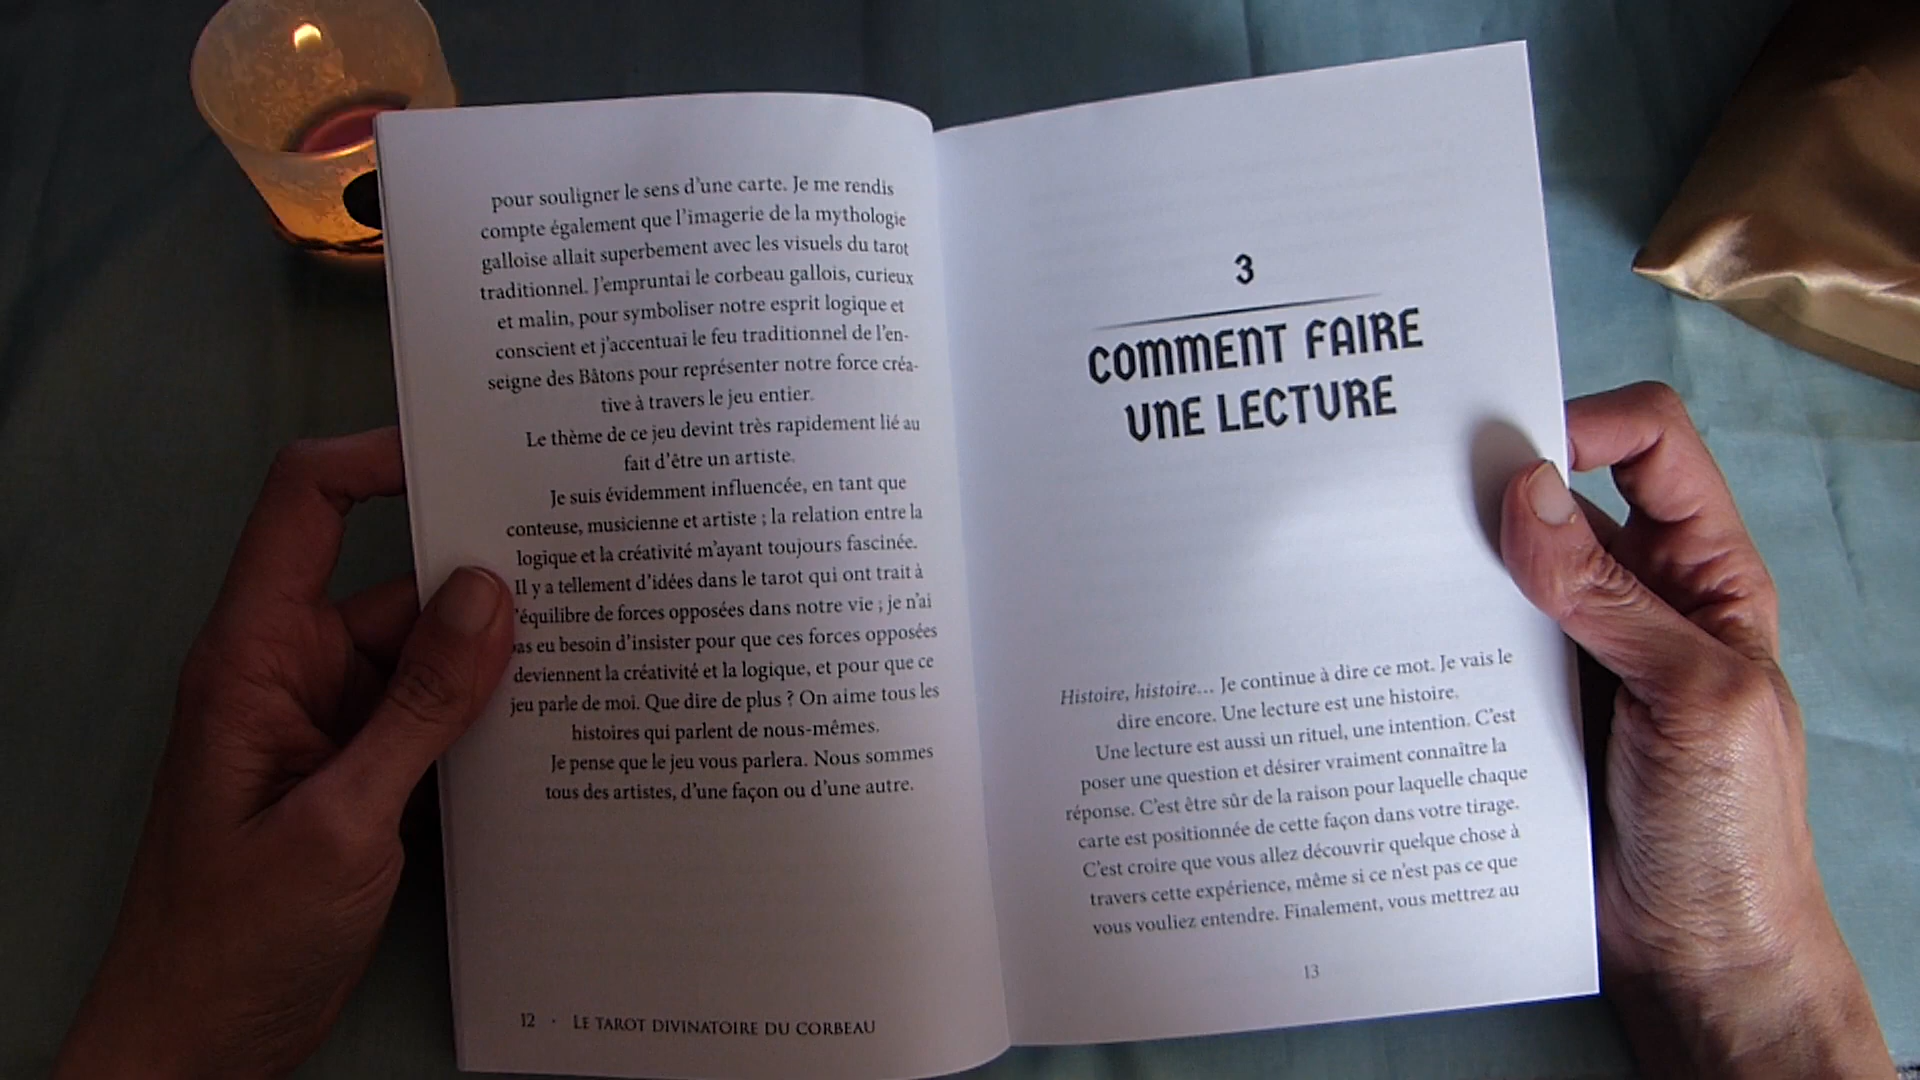 pour souligner le sens d'une carte. Je me rendis
compte également que l'imagerie de la mythologie
galloise allait superbement avec les visuels du tarot
traditionnel. J'empruntai le corbeau gallois, curieux
et malin, pour symboliser notre esprit logique et
conscient et j'accentuai le feu traditionnel de l'en-
seigne des Bâtons pour représenter notre force créa-
tive à travers le jeu entier.
Le thème de ce jeu devint très rapidement lié au
fait d'être un artiste.
Je suis évidemment influencée, en tant que
conteuse, musicienne et artiste ; la relation entre la
logique et la créativité m'ayant toujours fascinée.
Il y a tellement d'idées dans le tarot qui ont trait à
'équilibre de forces opposées dans notre vie ; je n'ai
as eu besoin d'insister pour que ces forces opposées
deviennent la créativité et la logique, et pour que ce
jeu parle de moi. Que dire de plus ? On aime tous les
histoires qui parlent de nous-mêmes.
Je pense que le jeu vous parlera. Nous sommes
tous des artistes, d'une façon ou d'une autre.
12 · LE TAROT DIVINATOIRE DU CORBEAU
3
COMMENT FAIRE
UNE LECTURE
Histoire, histoire... Je continue à dire ce mot. Je vais le
dire encore. Une lecture est une histoire.
Une lecture est aussi un rituel, une intention. C'est
poser une question et désirer vraiment connaître la
réponse. C'est être sûr de la raison pour laquelle chaque
carte est positionnée de cette façon dans votre tirage.
C'est croire que vous allez découvrir quelque chose à
travers cette expérience, même si ce n'est pas ce que
vous vouliez entendre. Finalement, vous mettrez au
13